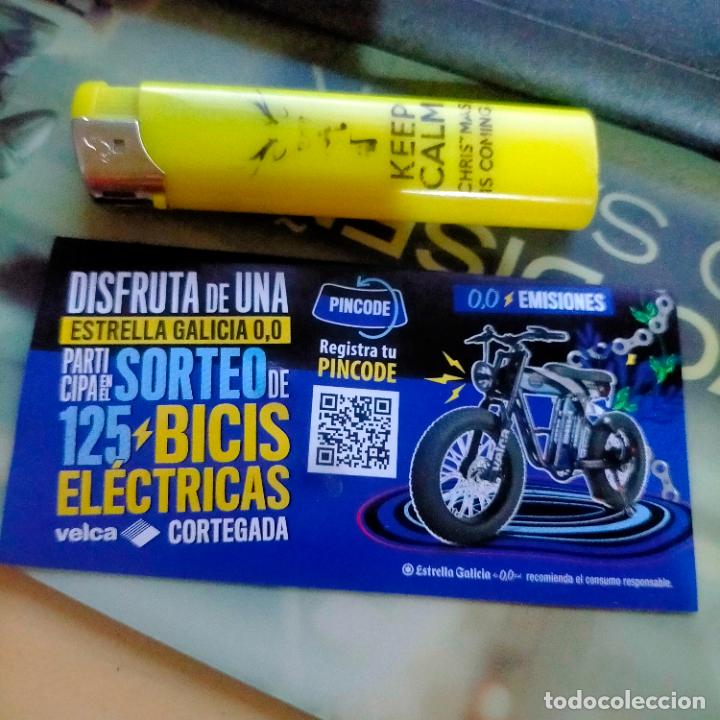 KEEP
CALM
CHRISTMAS
IS COMING
DISFRUTA DE UNA
ESTRELLA GALICIA 0,0
PARTI
CIPA EN EL SORTEO DE
125 BICIS
ELÉCTRICAS
velca CORTEGADA
PINCODE
Registra tu
PINCODE
0,0 EMISIONES
velca
Estrella Galicia 0,0 recomienda el consumo responsable.
todocoleccion.net